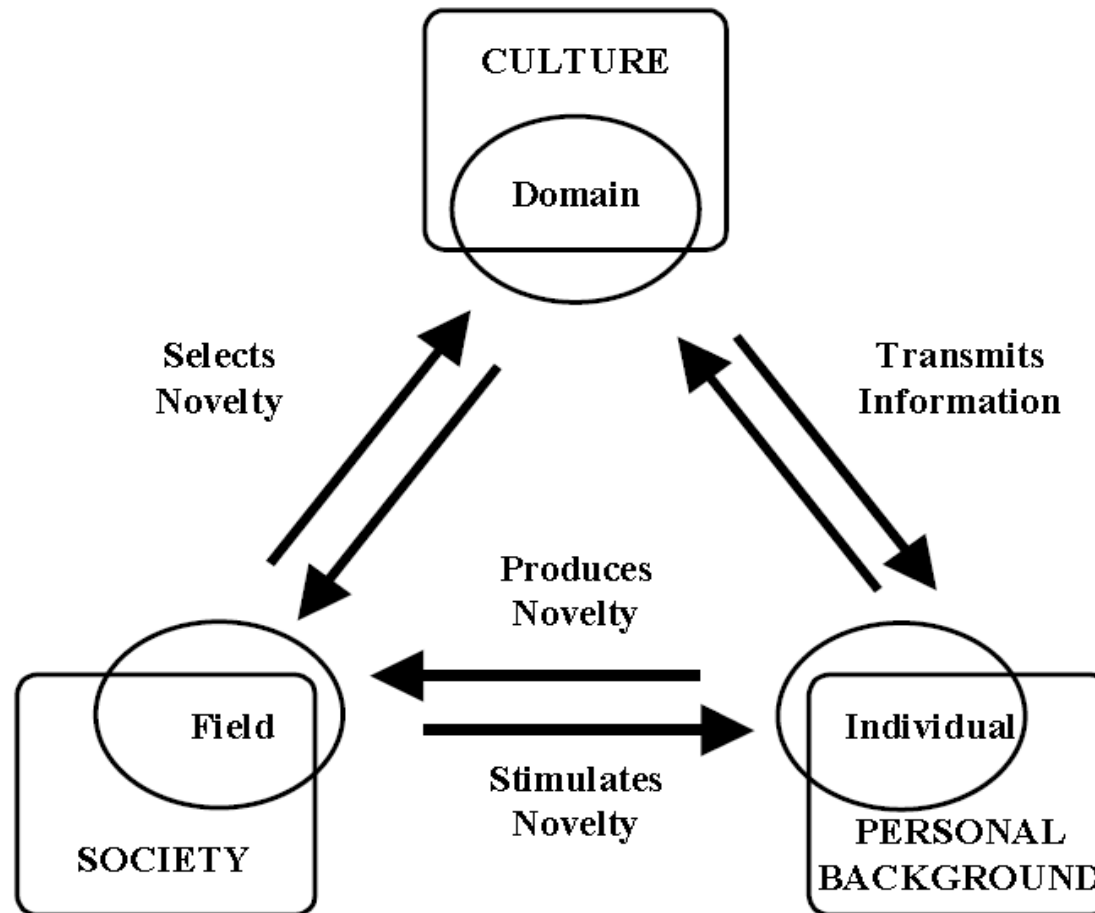 CULTURE
Domain
Selects
Novelty
Transmits
Information
Produces
Novelty
Field
Individual
Stimulates
Novelty
SOCIETY
PERSONAL
BACKGROUND